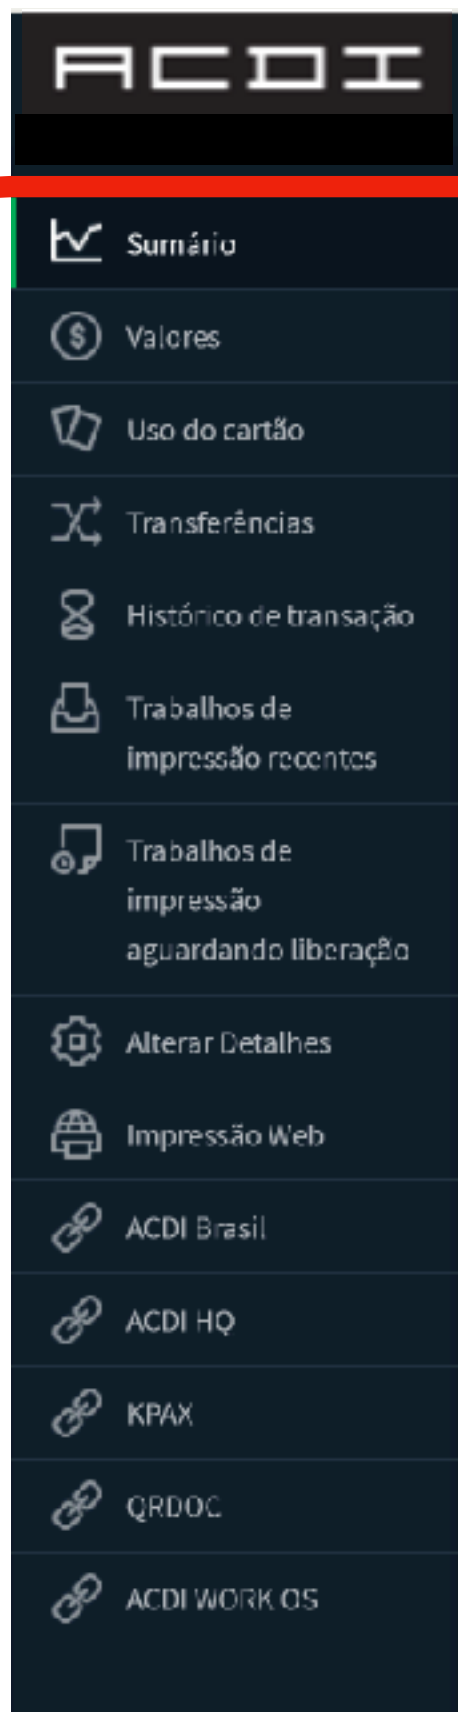 ACDI
Sumário
Valores
Uso do cartão
Transferências
Histórico de transação
Trabalhos de
impressão recentes
Trabalhos de
impressão
aguardando liberação
Alterar Detalhes
Impressão Web
ACDI Brasil
ACDI HQ
KPAX
QRDOC
ACDI WORK OS